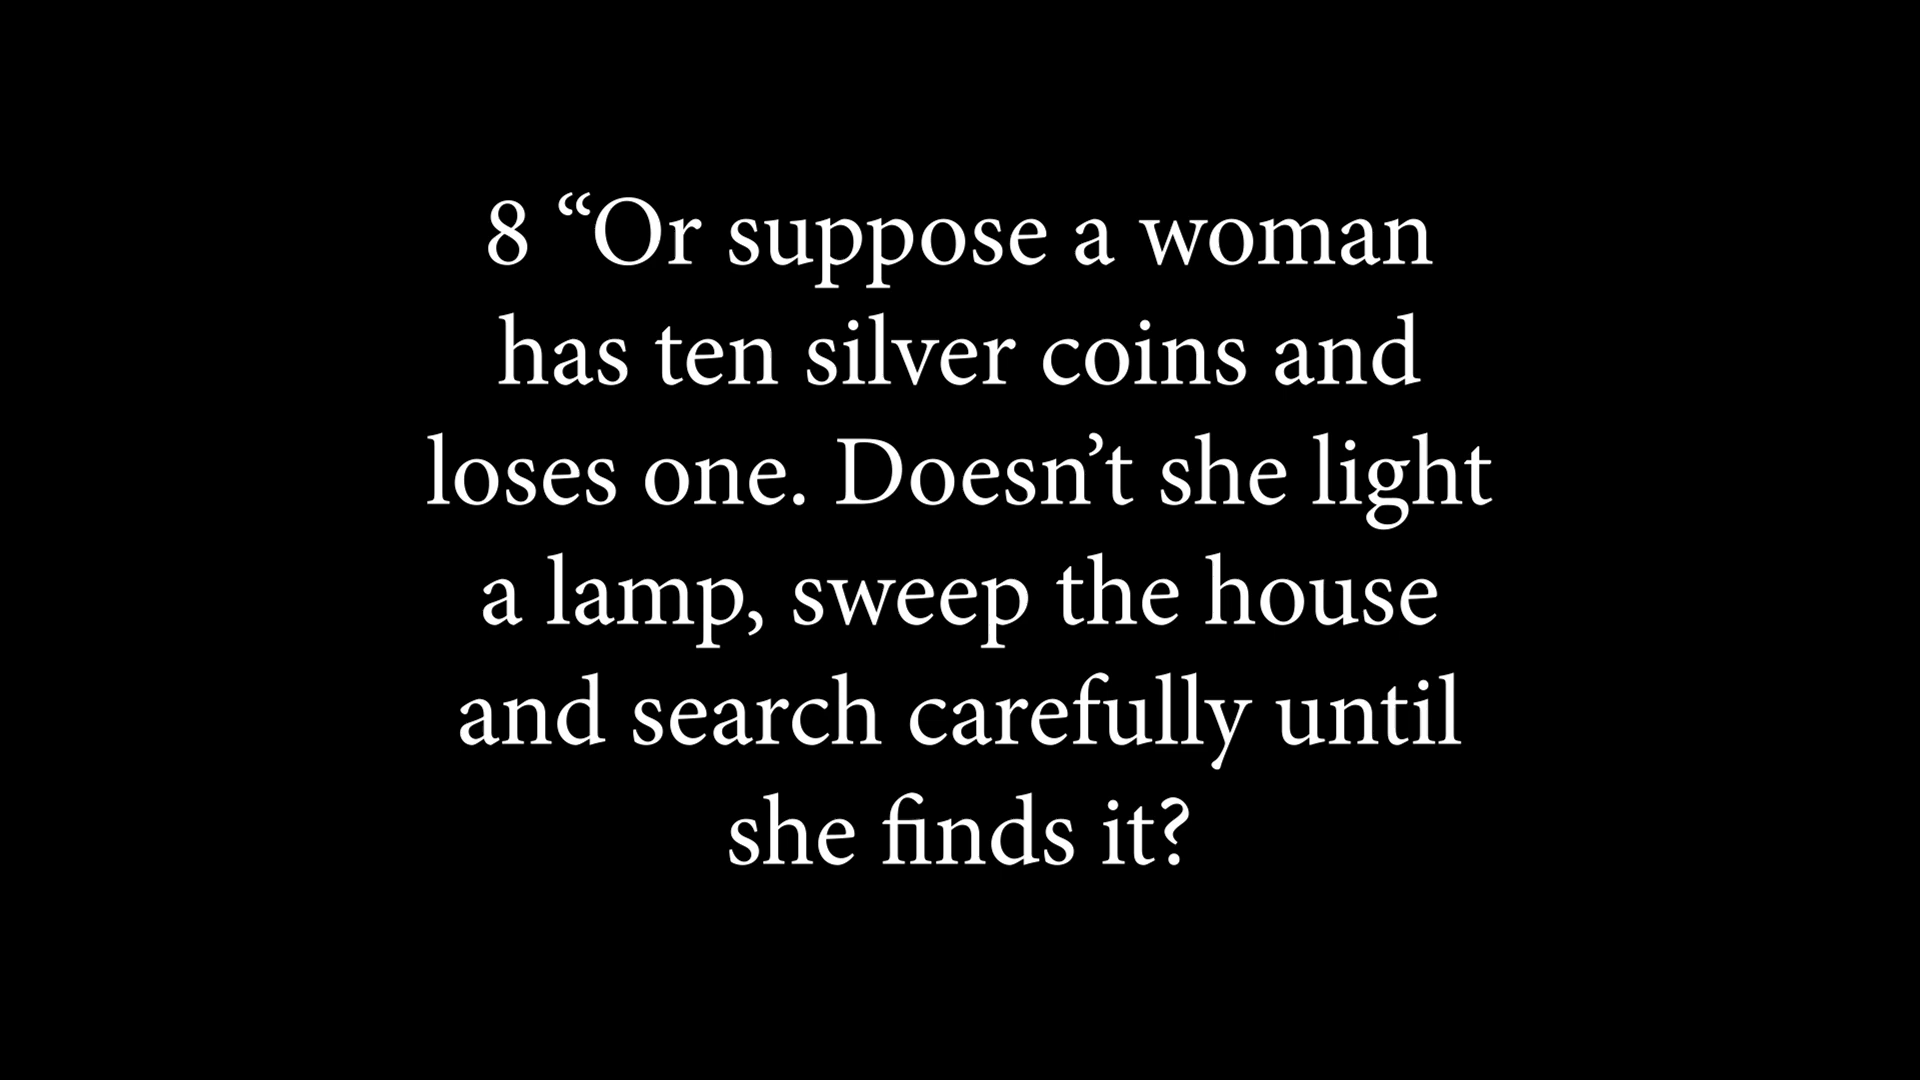 8 “Or suppose a woman
has ten silver coins and
loses one. Doesn’t she light
a lamp, sweep the house
and search carefully until
she finds it?